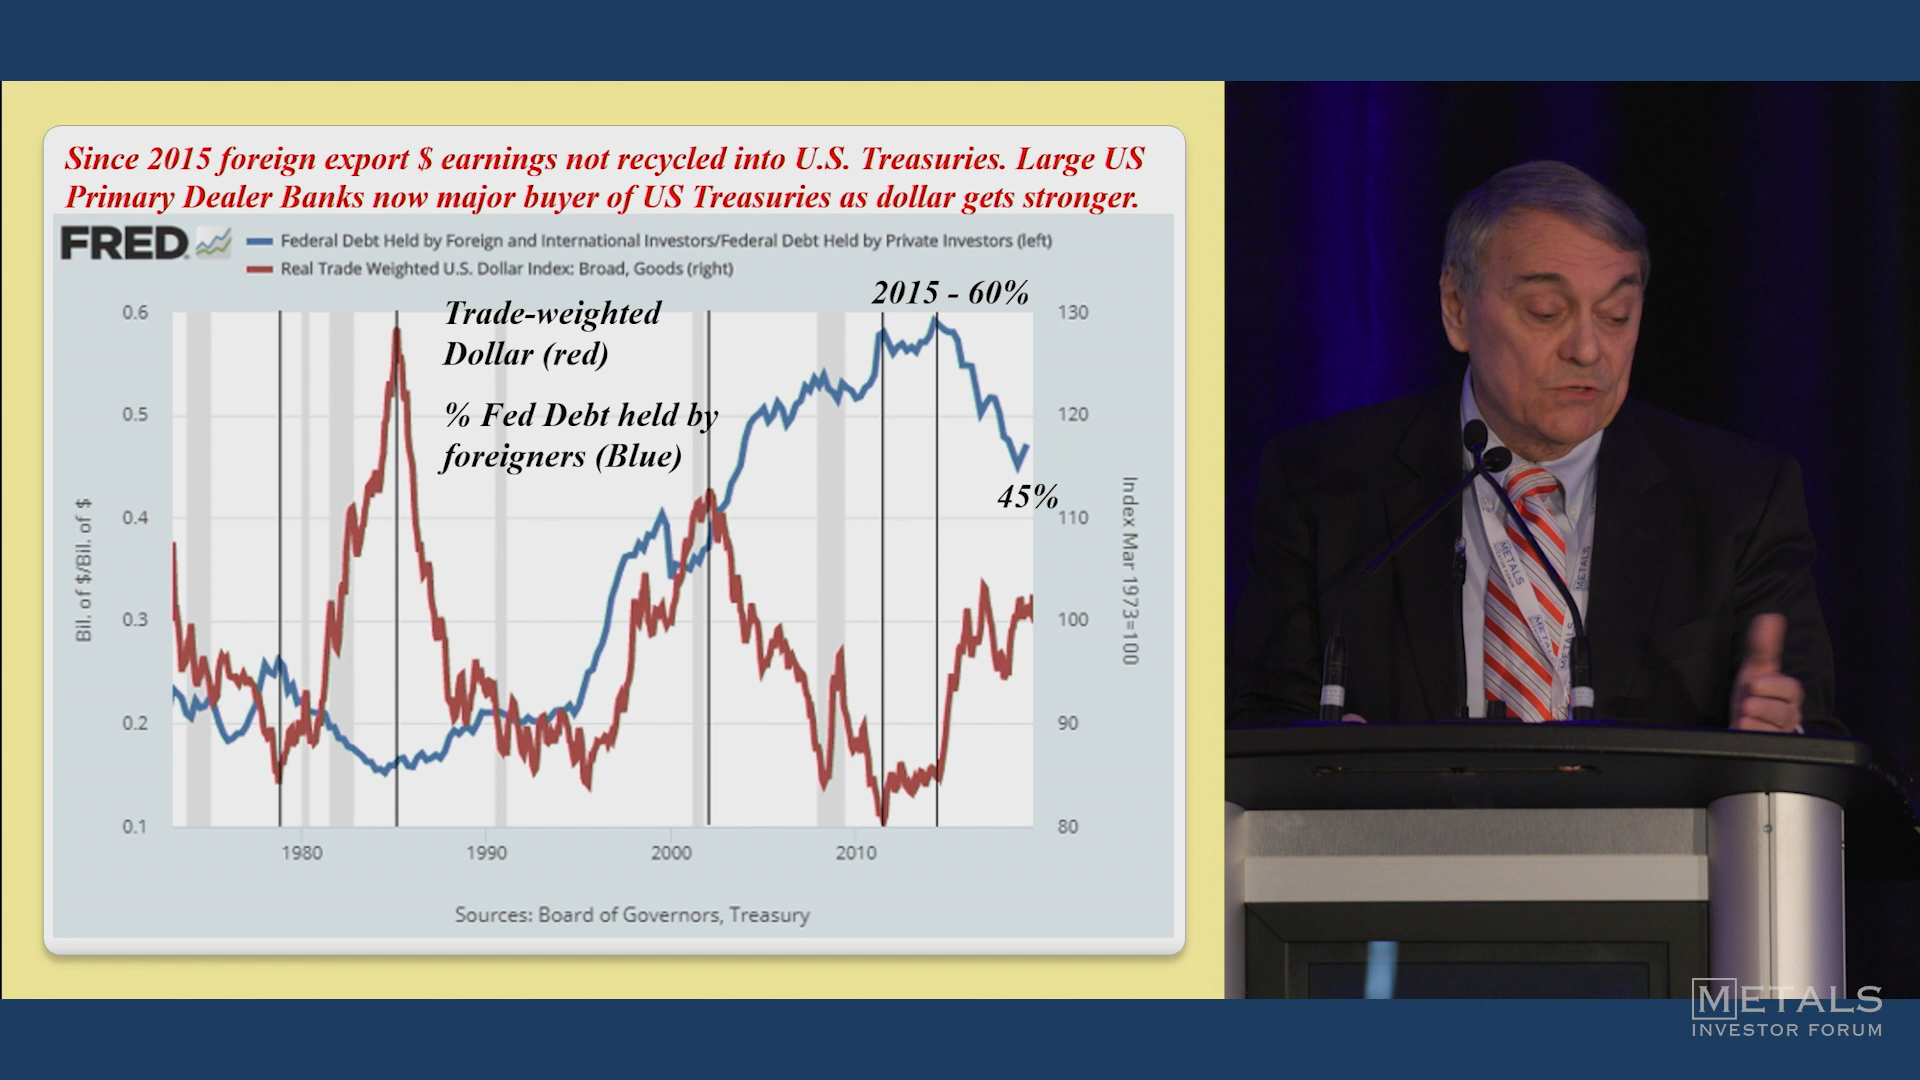 Since 2015 foreign export $ earnings not recycled into U.S. Treasuries. Large US
Primary Dealer Banks now major buyer of US Treasuries as dollar gets stronger.
FRED
Federal Debt Held by Foreign and International Investors/Federal Debt Held by Private Investors (left)
Real Trade Weighted U.S. Dollar Index: Broad, Goods (right)
2015 - 60%
Trade-weighted
Dollar (red)
% Fed Debt held by
foreigners (Blue)
45%
0.6
0.5
0.4
0.3
0.2
0.1
Bil. of $/Bil. of $
130
120
110
100
90
80
Index Mar 1973=100
1980
1990
2000
2010
Sources: Board of Governors, Treasury
METALS
METALS
METALS
METALS
METALS
INVESTOR FORUM